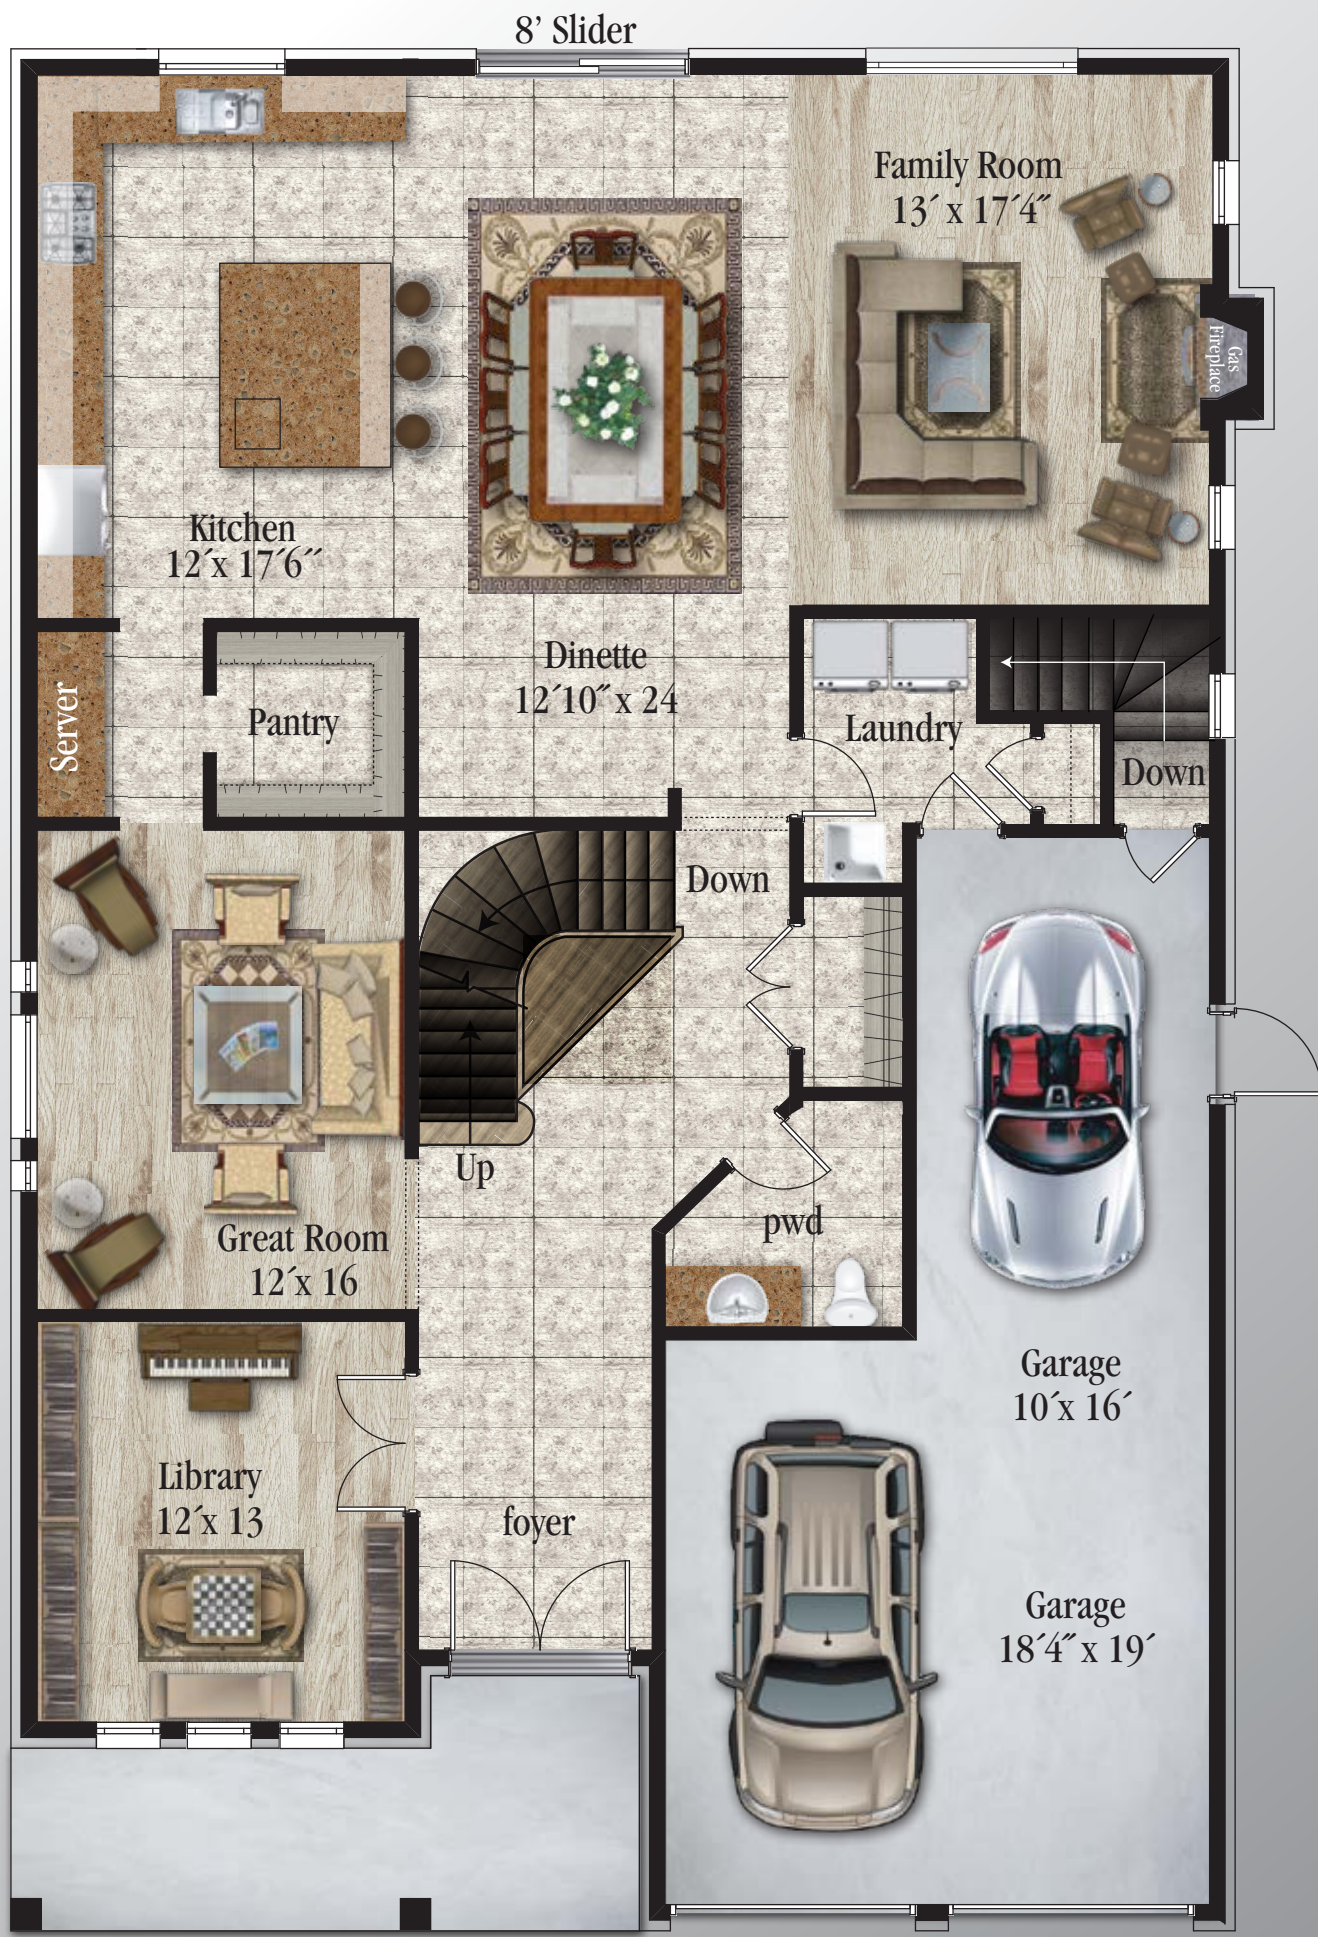 8’ Slider
Family Room
13´ x 17´4˝
Gas
Fireplace
Kitchen
12´x 17´6˝
Dinette
12´10˝ x 24
Server
Pantry
Laundry
Down
Down
Up
Great Room
12´x 16
pwd
Garage
10´x 16´
Library
12´x 13
foyer
Garage
18´4˝ x 19´